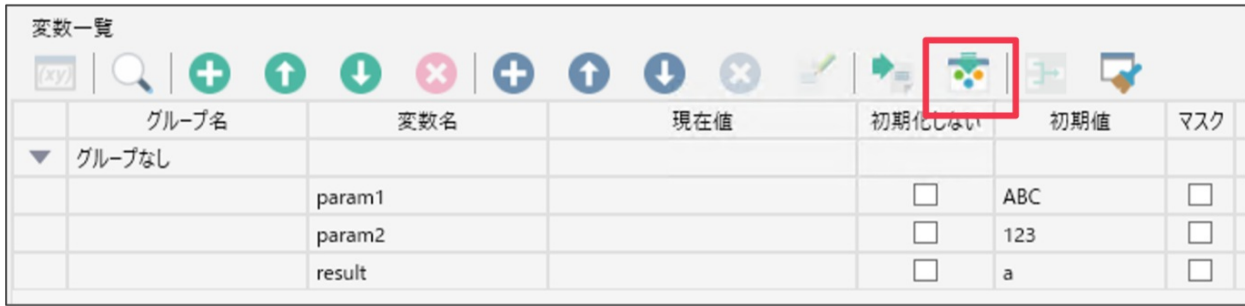 変数一覧
(xy)
グループ名 変数名 現在値 初期化しない 初期値 マスク
グループなし
param1 ABC
param2 123
result a